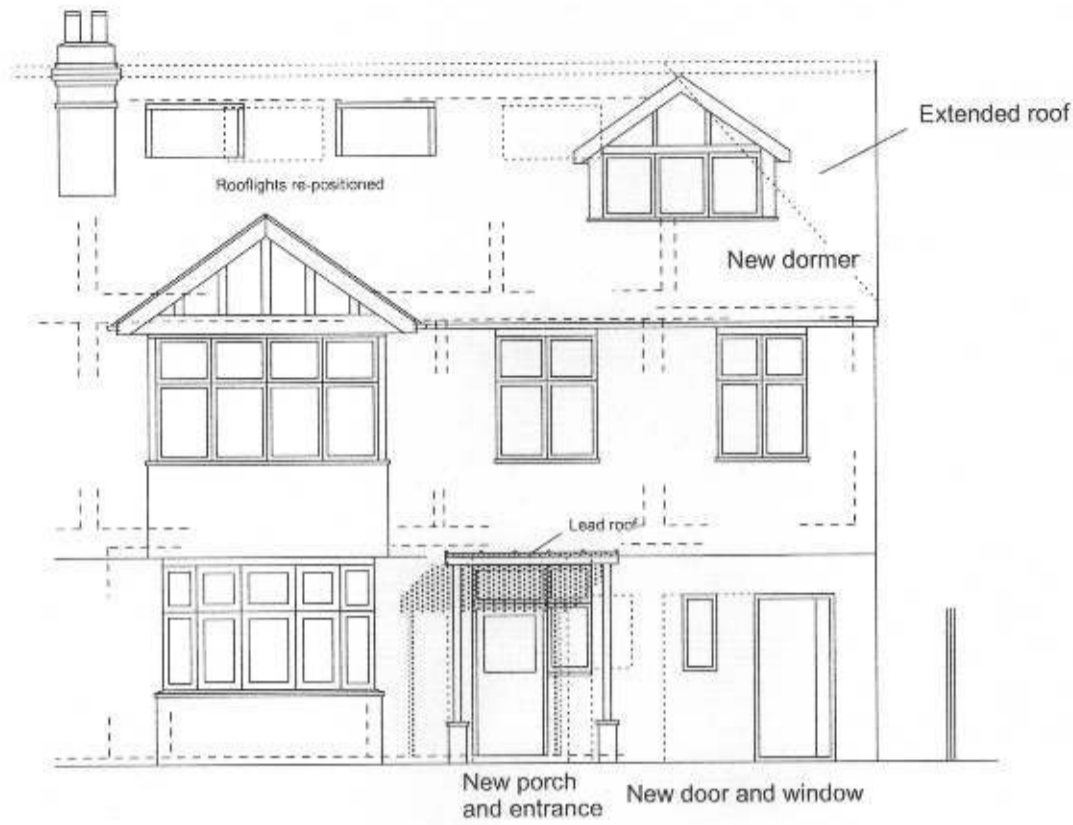 Extended roof
Rooflights re-positioned
New dormer
Lead roof
New porch
and entrance
New door and window